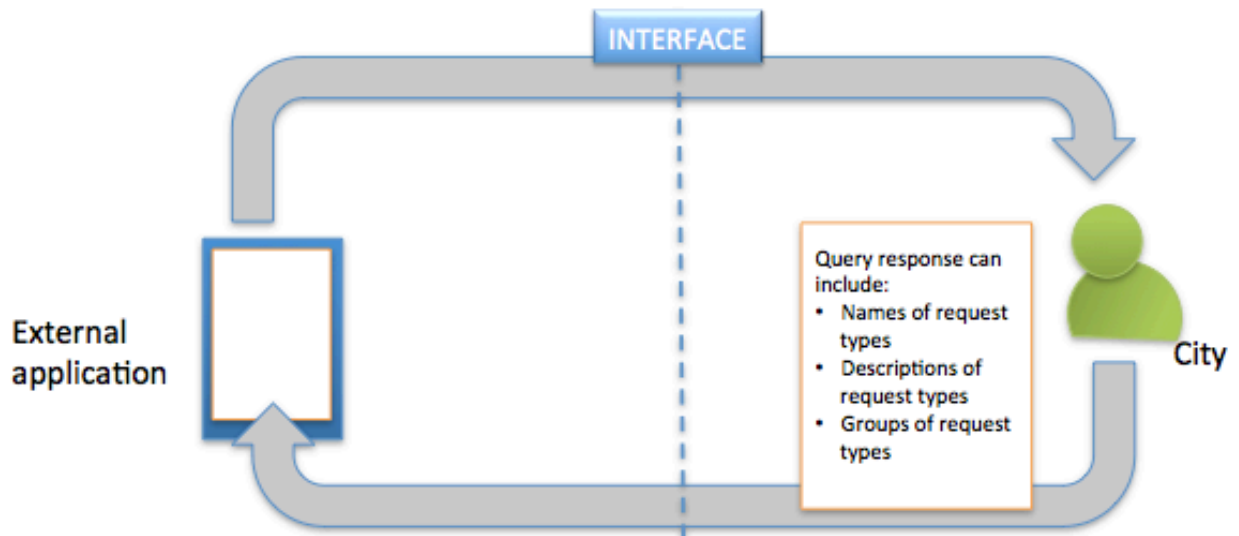 INTERFACE
External
application
Query response can
include:
• Names of request
types
• Descriptions of
request types
• Groups of request
types
City